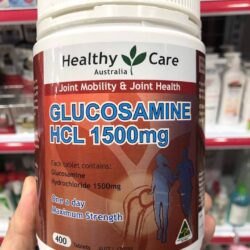 Healthy Care
Australia
Joint Mobility & Joint Health
GLUCOSAMINE
HCL 1500mg
Each tablet contains:
Glucosamine
Hydrochloride 1500mg
One a day
Maximum Strength
400
Tablets